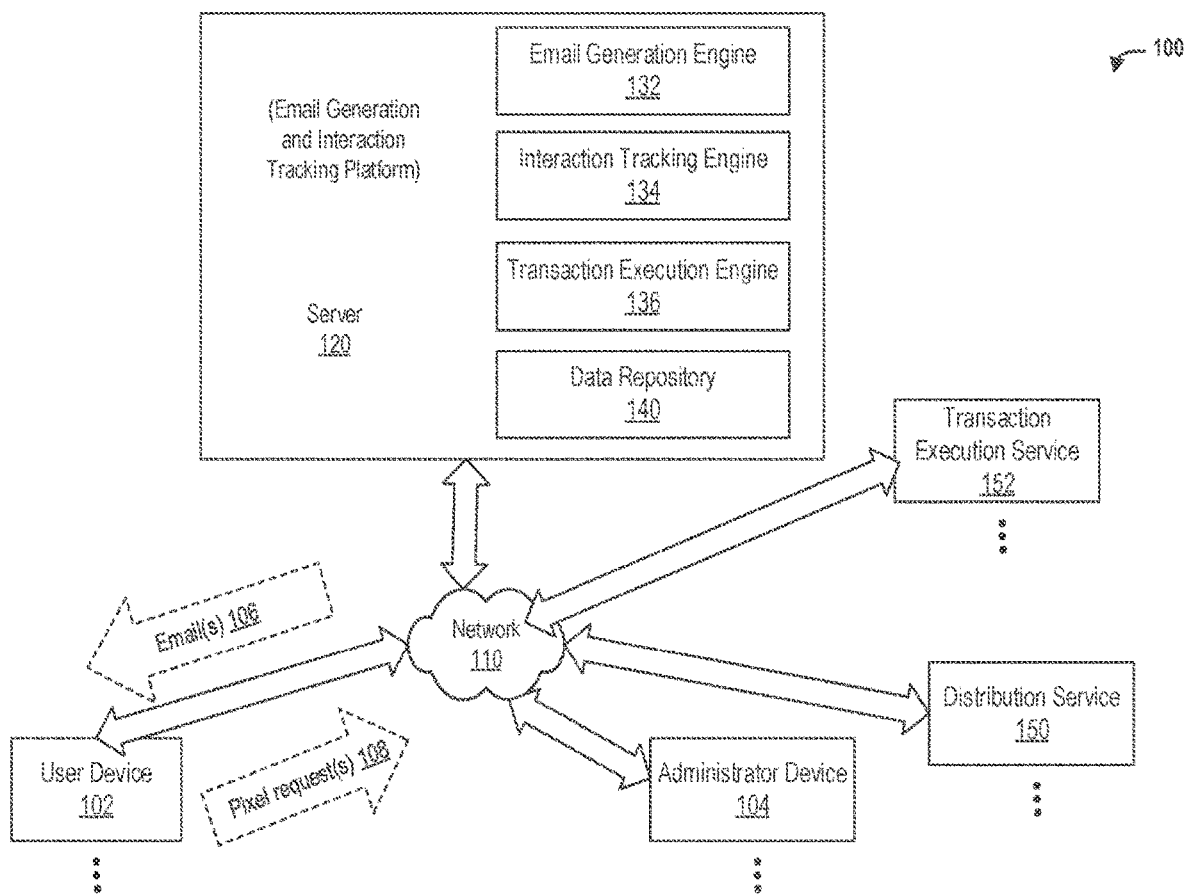 100
Email Generation Engine
132
(Email Generation
and Interaction
Tracking Platform)
Interaction Tracking Engine
134
Transaction Execution Engine
136
Server
120
Data Repository
140
Transaction
Execution Service
152
Email(s) 106
Network
110
Distribution Service
150
User Device
102
Pixel request(s) 108
Administrator Device
104